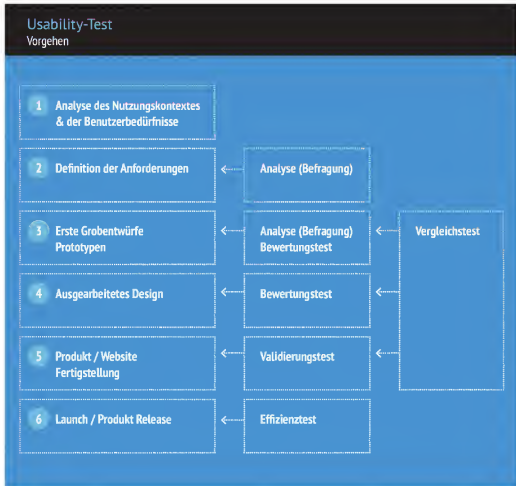 Usability-Test
Vorgehen
1 Analyse des Nutzungskontextes
& der Benutzerbedürfnisse
2 Definition der Anforderungen
Analyse (Befragung)
3 Erste Grobentwürfe
Prototypen
Analyse (Befragung)
Bewertungstest
Vergleichstest
4 Ausgearbeitetes Design
Bewertungstest
5 Produkt / Website
Fertigstellung
Validierungstest
6 Launch / Produkt Release
Effizienztest